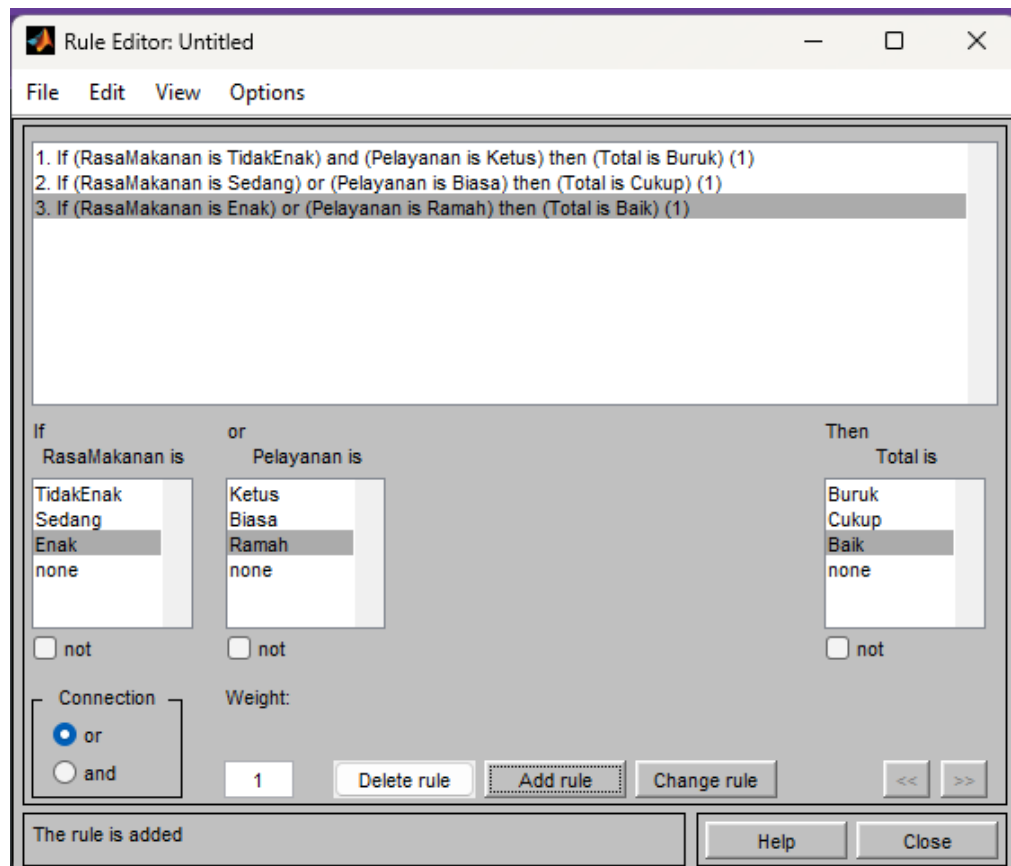 Rule Editor: Untitled
File Edit View Options
1. If (RasaMakanan is TidakEnak) and (Pelayanan is Ketus) then (Total is Buruk) (1)
2. If (RasaMakanan is Sedang) or (Pelayanan is Biasa) then (Total is Cukup) (1)
3. If (RasaMakanan is Enak) or (Pelayanan is Ramah) then (Total is Baik) (1)
If or Then
RasaMakanan is Pelayanan is Total is
TidakEnak Ketus Buruk
Sedang Biasa Cukup
Enak Ramah Baik
none none none
not not not
Connection Weight:
or
and 1 Delete rule Add rule Change rule << >>
The rule is added Help Close